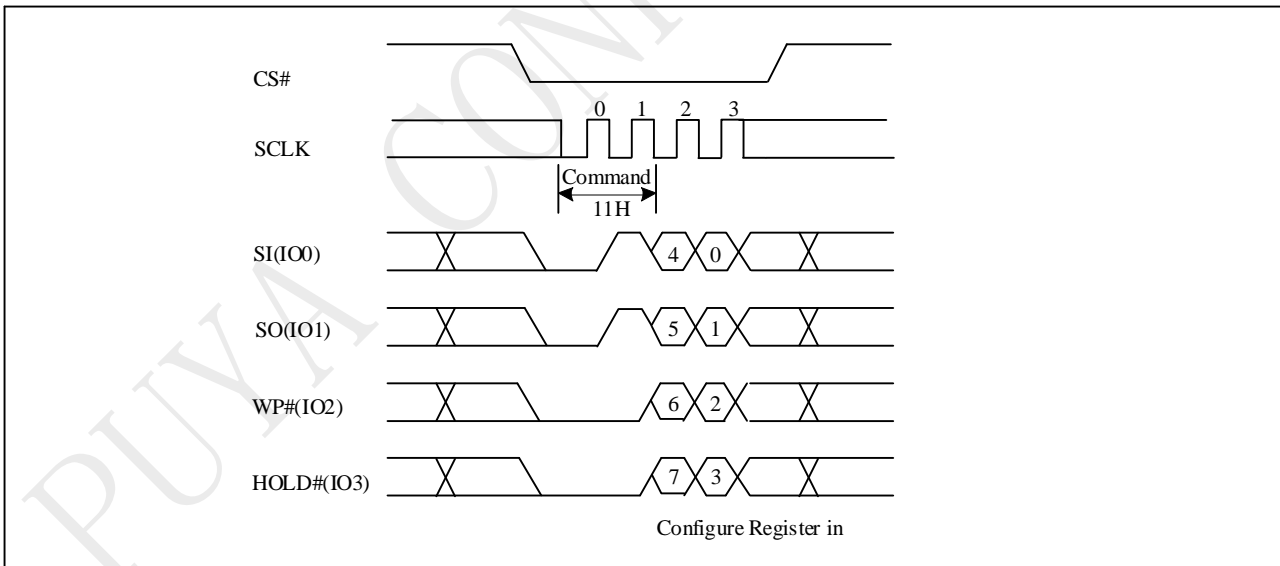 PUYA CON
CS#
0 1 2 3
SCLK
Command
11H
SI(IO0) 4 0
SO(IO1) 5 1
WP#(IO2) 6 2
HOLD#(IO3) 7 3
Configure Register in